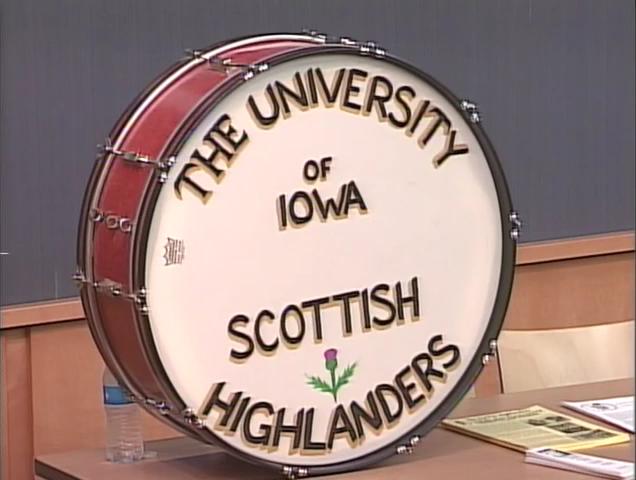 THE UNIVERSITY
OF
IOWA
SCOTTISH
HIGHLANDERS